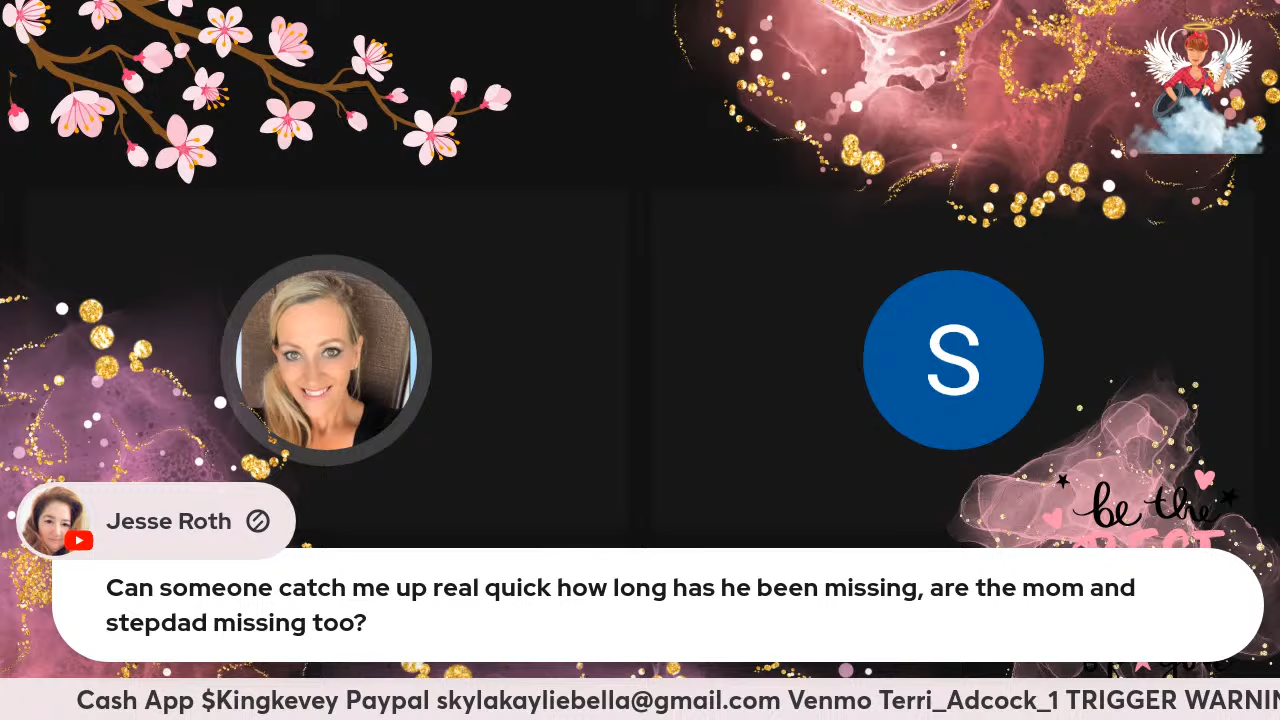 S
be the
Jesse Roth
Can someone catch me up real quick how long has he been missing, are the mom and
stepdad missing too?
Cash App $Kingkevey Paypal skylakayliebella@gmail.com Venmo Terri_Adcock_1 TRIGGER